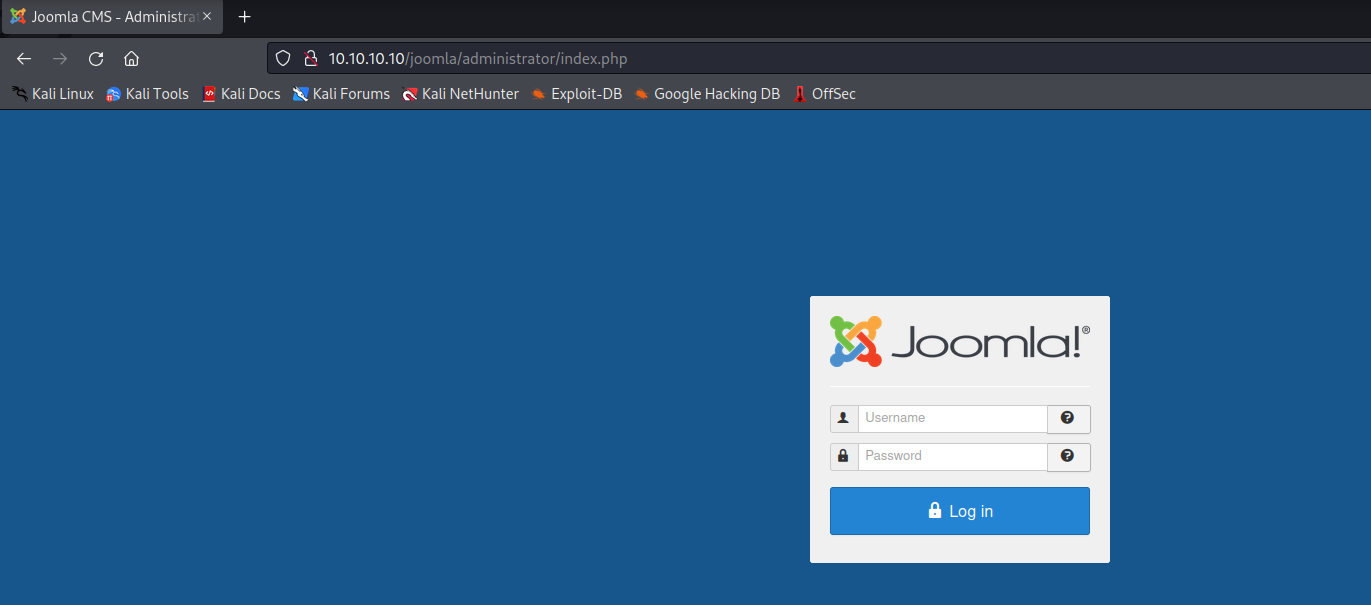 Joomla CMS - Administrat
10.10.10.10/joomla/administrator/index.php
Kali Linux Kali Tools Kali Docs Kali Forums Kali NetHunter Exploit-DB Google Hacking DB OffSec
Joomla!®
Username
Password
Log in